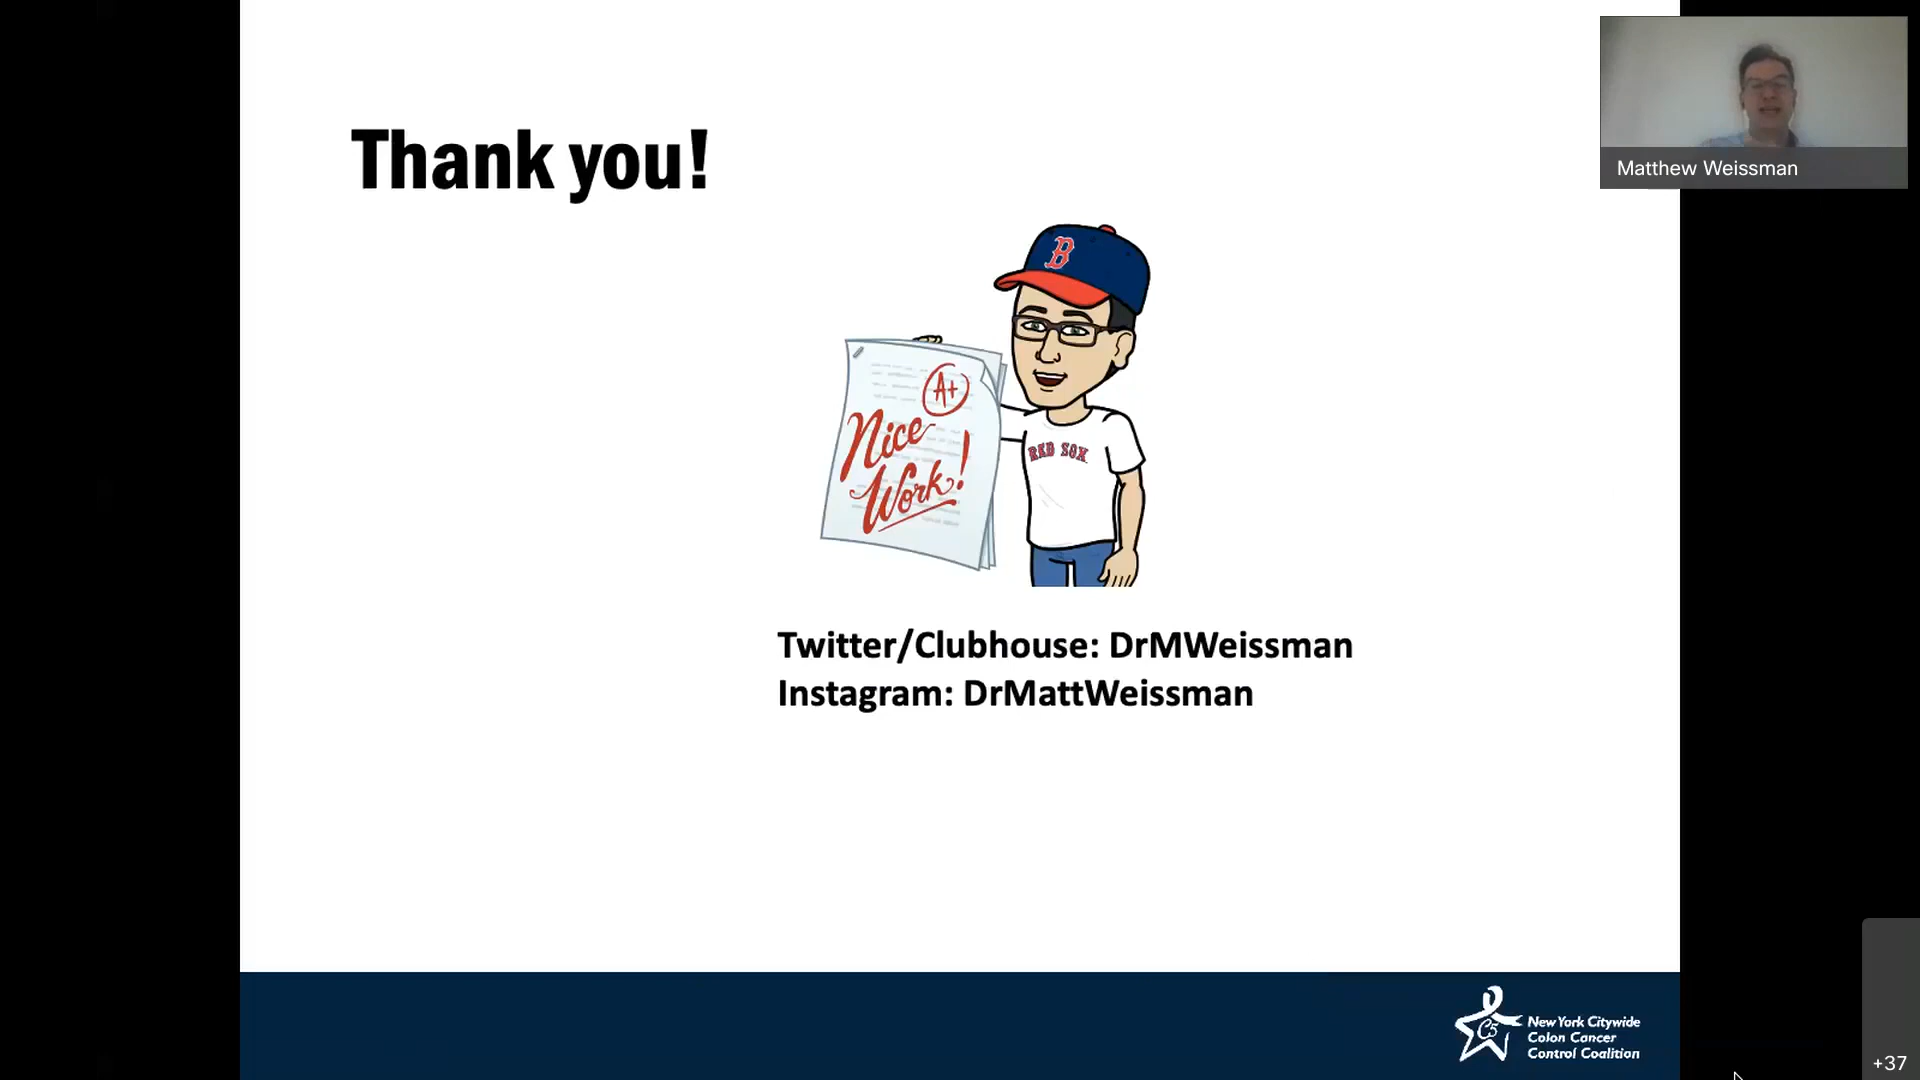 Thank you!
Matthew Weissman
B
A+
Nice
Work!
RED SOX
Twitter/Clubhouse: DrMWeissman
Instagram: DrMattWeissman
C5
New York Citywide
Colon Cancer
Control Coalition
+37